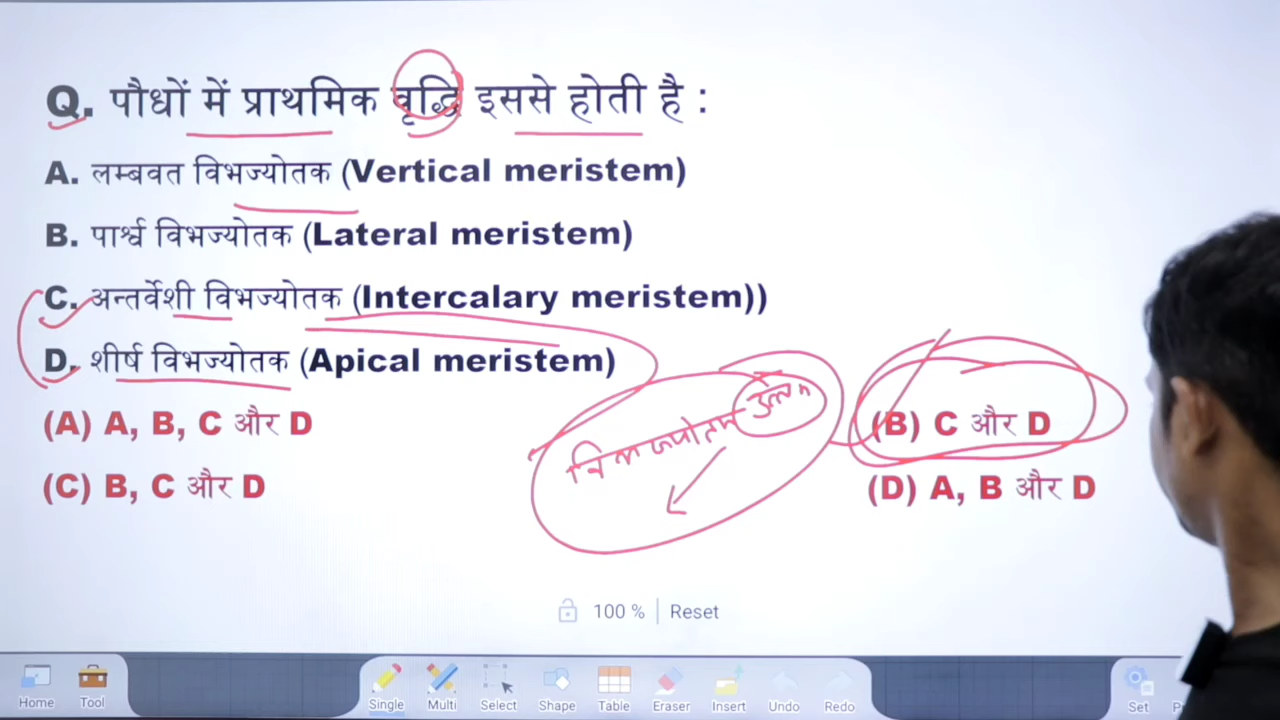 Q. पौधों में प्राथमिक वृद्धि इससे होती है :
A. लम्बवत विभज्योतक (Vertical meristem)
B. पार्श्व विभज्योतक (Lateral meristem)
C. अन्तर्वेशी विभज्योतक (Intercalary meristem))
D. शीर्ष विभज्योतक (Apical meristem)
(A) A, B, C और D
(B) C और D
(C) B, C और D
(D) A, B और D
100 % Reset
Home Tool Single Multi Select Shape Table Eraser Insert Undo Redo Set